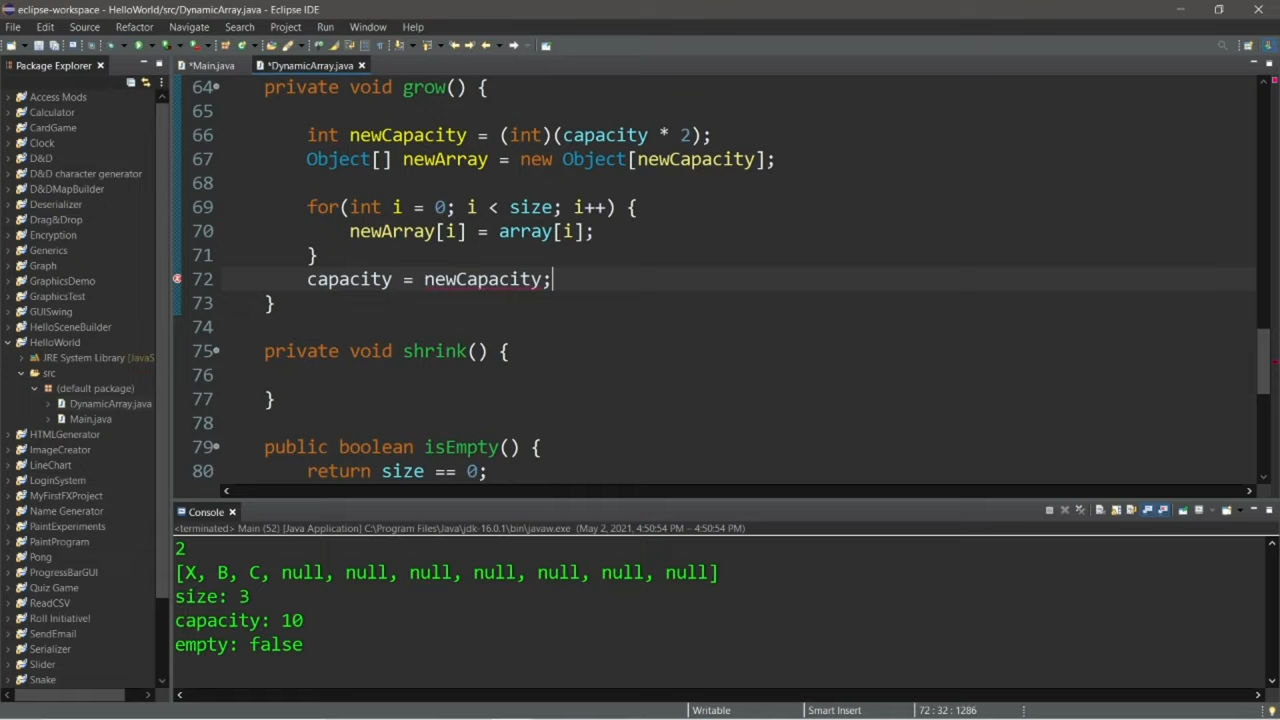 eclipse-workspace - HelloWorld/src/DynamicArray.java - Eclipse IDE
File Edit Source Refactor Navigate Search Project Run Window Help
Package Explorer
*Main.java *DynamicArray.java
Access Mods
Calculator
CardGame
Clock
D&D
D&D character generator
D&DMapBuilder
Deserializer
Drag&Drop
Encryption
Generics
Graph
GraphicsDemo
GraphicsTest
GUISwing
HelloSceneBuilder
HelloWorld
JRE System Library [JavaS
src
(default package)
DynamicArray.java
Main.java
HTMLGenerator
ImageCreator
LineChart
LoginSystem
MyFirstFXProject
Name Generator
PaintExperiments
PaintProgram
Pong
ProgressBarGUI
Quiz Game
ReadCSV
Roll Initiative!
SendEmail
Serializer
Slider
Snake
64 private void grow() {
65
66 int newCapacity = (int)(capacity * 2);
67 Object[] newArray = new Object[newCapacity];
68
69 for(int i = 0; i < size; i++) {
70 newArray[i] = array[i];
71 }
72 capacity = newCapacity;
73 }
74
75 private void shrink() {
76
77 }
78
79 public boolean isEmpty() {
80 return size == 0;
Console
<terminated> Main (52) [Java Application] C:\Program Files\Java\jdk-16.0.1\bin\javaw.exe (May 2, 2021, 4:50:54 PM – 4:50:54 PM)
2
[X, B, C, null, null, null, null, null, null, null]
size: 3
capacity: 10
empty: false
Writable Smart Insert 72 : 32 : 1286